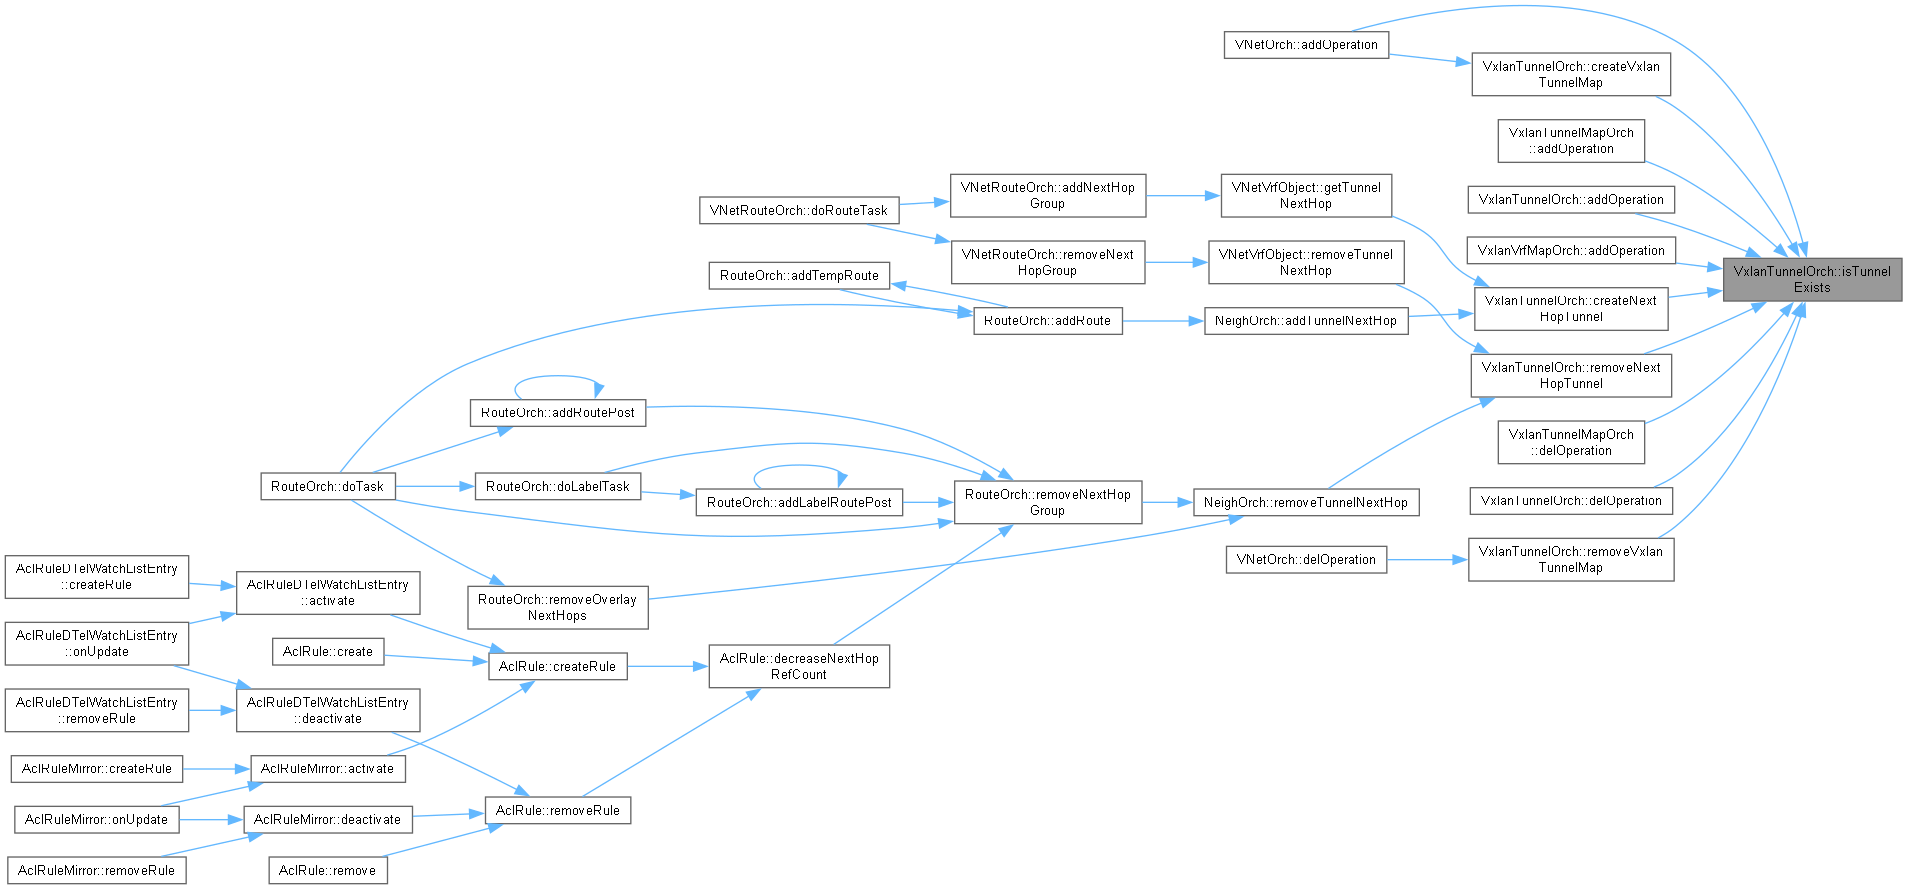 VNetOrch::addOperation
VxlanTunnelOrch::createVxlan
TunnelMap
VxlanTunnelMapOrch
::addOperation
VNetRouteOrch::addNextHop
Group
VNetVrfObject::getTunnel
NextHop
VxlanTunnelOrch::addOperation
VNetRouteOrch::doRouteTask
VNetRouteOrch::removeNext
HopGroup
VNetVrfObject::removeTunnel
NextHop
VxlanVrfMapOrch::addOperation
RouteOrch::addTempRoute
VxlanTunnelOrch::isTunnel
Exists
VxlanTunnelOrch::createNext
HopTunnel
RouteOrch::addRoute
NeighOrch::addTunnelNextHop
VxlanTunnelOrch::removeNext
HopTunnel
RouteOrch::addRoutePost
VxlanTunnelMapOrch
::delOperation
RouteOrch::doTask
RouteOrch::doLabelTask
RouteOrch::addLabelRoutePost
RouteOrch::removeNextHop
Group
NeighOrch::removeTunnelNextHop
VxlanTunnelOrch::delOperation
VNetOrch::delOperation
VxlanTunnelOrch::removeVxlan
TunnelMap
AclRuleDTelWatchListEntry
::createRule
AclRuleDTelWatchListEntry
::activate
RouteOrch::removeOverlay
NextHops
AclRuleDTelWatchListEntry
::onUpdate
AclRule::create
AclRule::createRule
AclRule::decreaseNextHop
RefCount
AclRuleDTelWatchListEntry
::removeRule
AclRuleDTelWatchListEntry
::deactivate
AclRuleMirror::createRule
AclRuleMirror::activate
AclRuleMirror::onUpdate
AclRuleMirror::deactivate
AclRule::removeRule
AclRuleMirror::removeRule
AclRule::remove